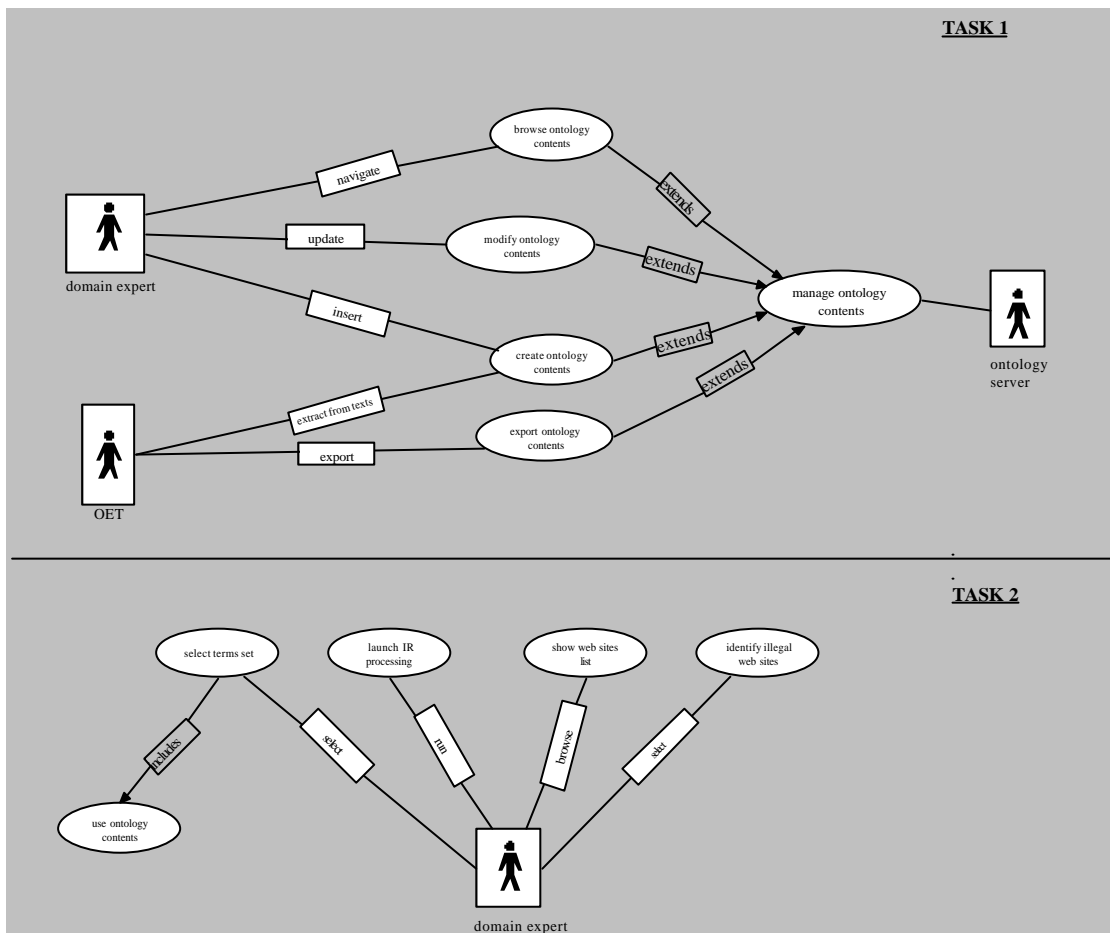 TASK 1
browse ontology
contents
navigate
extends
domain expert
update
modify ontology
contents
extends
manage ontology
contents
ontology
server
insert
create ontology
contents
extends
extract from texts
export ontology
contents
extends
export
OET
.
.
TASK 2
select terms set
launch IR
processing
show web sites
list
identify illegal
web sites
includes
select
run
browse
select
use ontology
contents
domain expert